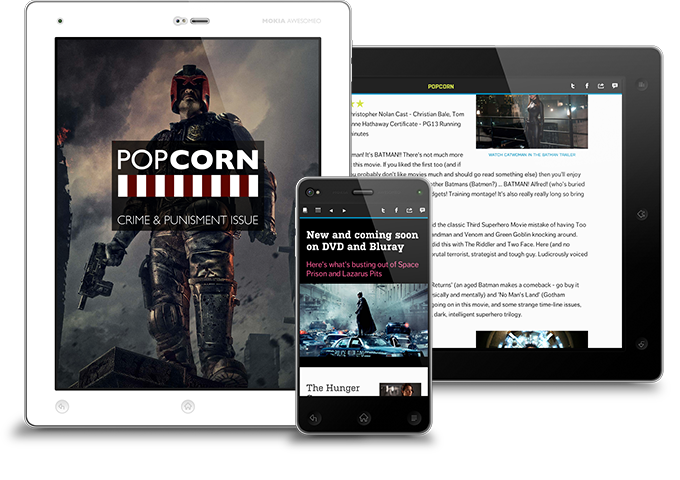 MOKIA AWESOMEO
POPCORN
CRIME & PUNISMENT ISSUE
POPCORN
hristopher Nolan Cast - Christian Bale, Tom
nne Hathaway Certificate - PG13 Running
minutes
WATCH CATWOMAN IN THE BATMAN TRAILER
man! It's BATMAN!! There's not much more
this movie. If you liked the first too (and if
u probably don't like movies much and should go read something else) then you'll enjoy
ther Batmans (Batmen?) ... BATMAN! Alfred! (who's buried
dgets! Training montage! It's also really really long so bring
d the classic Third Superhero Movie mistake of having Too
ndman and Venom and Green Goblin knocking around.
did this with The Riddler and Two Face. Here (and no
rutal terrorist, strategist and tough guy. Ludicrously voiced
Returns' (an aged Batman makes a comeback - go buy it
sically and mentally) and 'No Man's Land' (Gotham
going on in this movie, and some strange time-line issues,
dark, intelligent superhero trilogy.
New and coming soon
on DVD and Bluray
Here's what's busting out of Space
Prison and Lazarus Pits
The Hunger